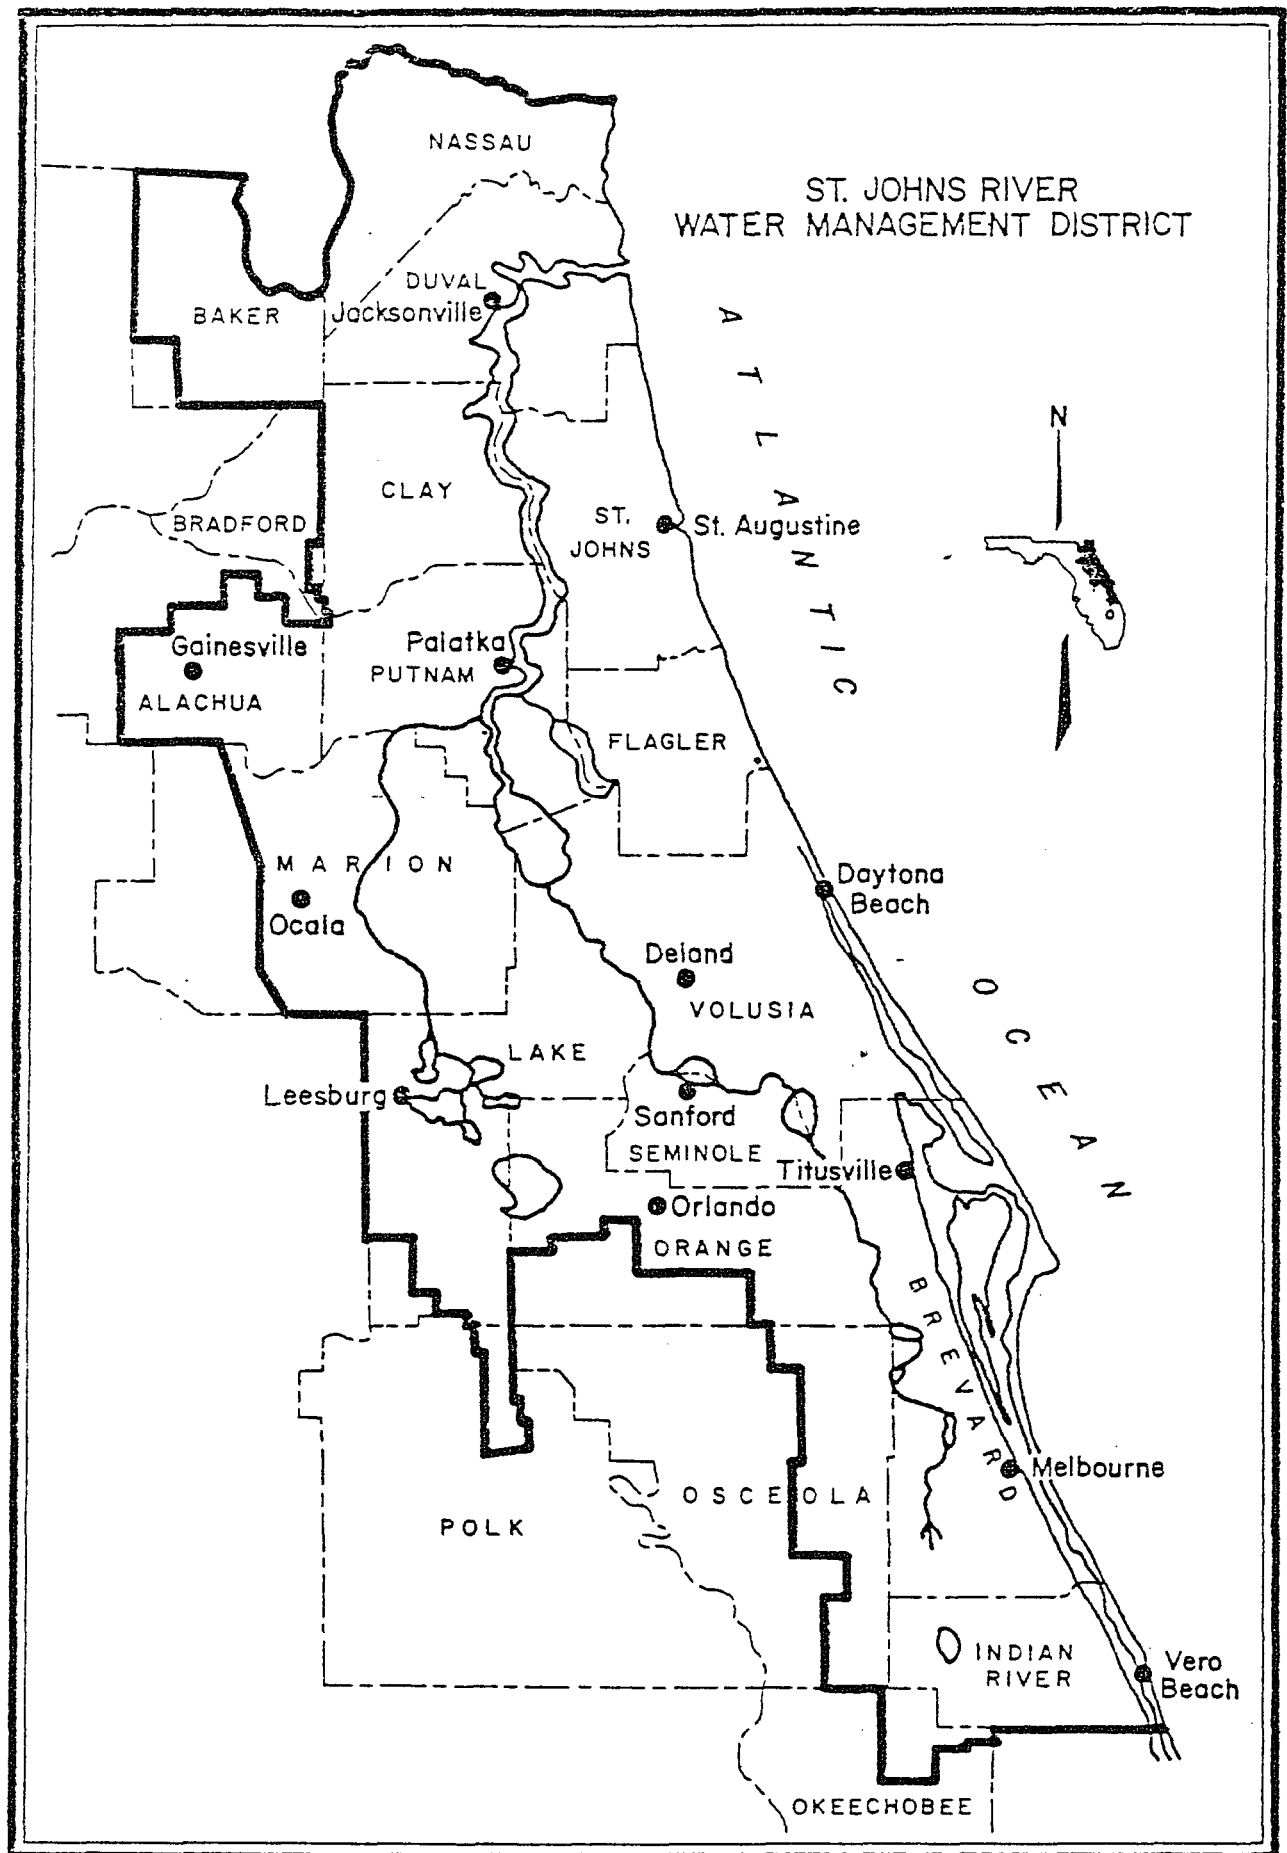 NASSAU
ST. JOHNS RIVER
WATER MANAGEMENT DISTRICT
DUVAL
Jacksonville
BAKER
ATLANTIC
N
CLAY
BRADFORD
ST.
JOHNS
St. Augustine
Gainesville
ALACHUA
Palatka
PUTNAM
FLAGLER
MARION
Ocala
Daytona
Beach
Deland
VOLUSIA
OCEAN
LAKE
Leesburg
Sanford
SEMINOLE
Titusville
Orlando
ORANGE
BREVARD
Melbourne
OSCEOLA
POLK
INDIAN
RIVER
Vero
Beach
OKEECHOBEE